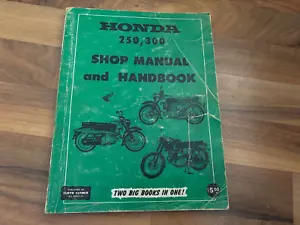 HONDA
250, 300
SHOP MANUAL
and HANDBOOK
TWO BIG BOOKS IN ONE!